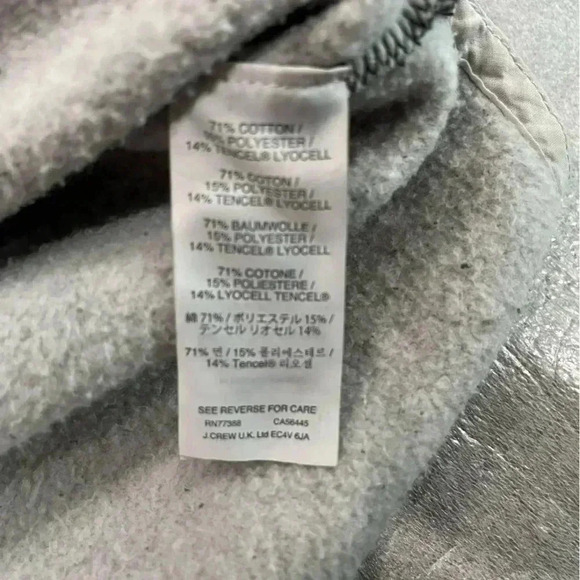 71% COTTON /
15% POLYESTER /
14% TENCEL® LYOCELL
71% COTON /
15% POLYESTER /
14% TENCEL® LYOCELL
71% BAUMWOLLE /
15% POLYESTER /
14% TENCEL® LYOCELL
71% COTONE /
15% POLIESTERE /
14% LYOCELL TENCEL®
綿 71% / ポリエステル 15% /
テンセル リオセル 14%
71% 면 / 15% 폴리에스테르 /
14% Tencel® 리오셀
SEE REVERSE FOR CARE
RN77388 CA56445
J.CREW U.K. Ltd EC4V 6JA